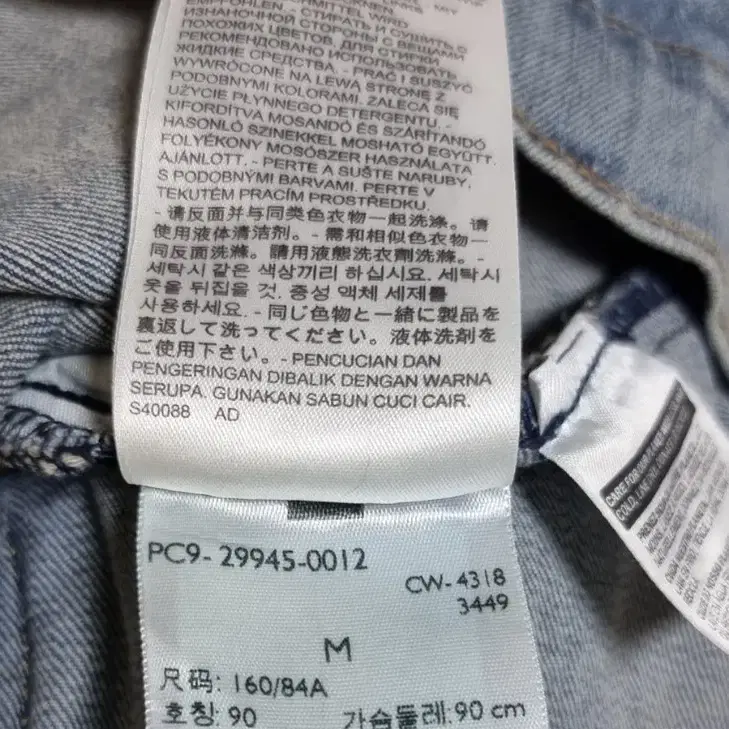 EMPFOHLEN. - СТИРАТЬ И СУШИТЬ С
ИЗНАНОЧНОЙ СТОРОНЫ С ВЕЩАМИ
ПОХОЖИХ ЦВЕТОВ. ДЛЯ СТИРКИ
РЕКОМЕНДОВАНО ИСПОЛЬЗОВАТЬ
ЖИДКИЕ СРЕДСТВА. - PRAĆ I SUSZYĆ
WYWRÓCONE NA LEWĄ STRONĘ Z
PODOBNYMI KOLORAMI. ZALECA SIĘ
UŻYCIE PŁYNNEGO DETERGENTU. -
KIFORDÍTVA MOSANDÓ ÉS SZÁRÍTANDÓ
HASONLÓ SZINEKKEL MOSHATÓ EGYÜTT.
FOLYÉKONY MOSÓSZER HASZNÁLATA
AJÁNLOTT. - PERTE A SUŠTE NARUBY,
S PODOBNÝMI BARVAMI. PERTE V
TEKUTÉM PRACÍM PROSTŘEDKU.
- 请反面并与同类色衣物一起洗涤。请
使用液体清洁剂。- 需和相似色衣物一
同反面洗滌。請用液態洗衣劑洗滌。-
세탁시 같은 색상끼리 하십시요. 세탁시
옷을 뒤집을 것. 중성 액체 세제를
사용하세요. - 同じ色物と一緒に製品を
裏返して洗ってください。液体洗剤を
ご使用下さい。- PENCUCIAN DAN
PENGERINGAN DIBALIK DENGAN WARNA
SERUPA. GUNAKAN SABUN CUCI CAIR.
S40088 AD
PC9-29945-0012
CW-4318
3449
M
尺码: 160/84A
호칭: 90 가슴둘레: 90 cm